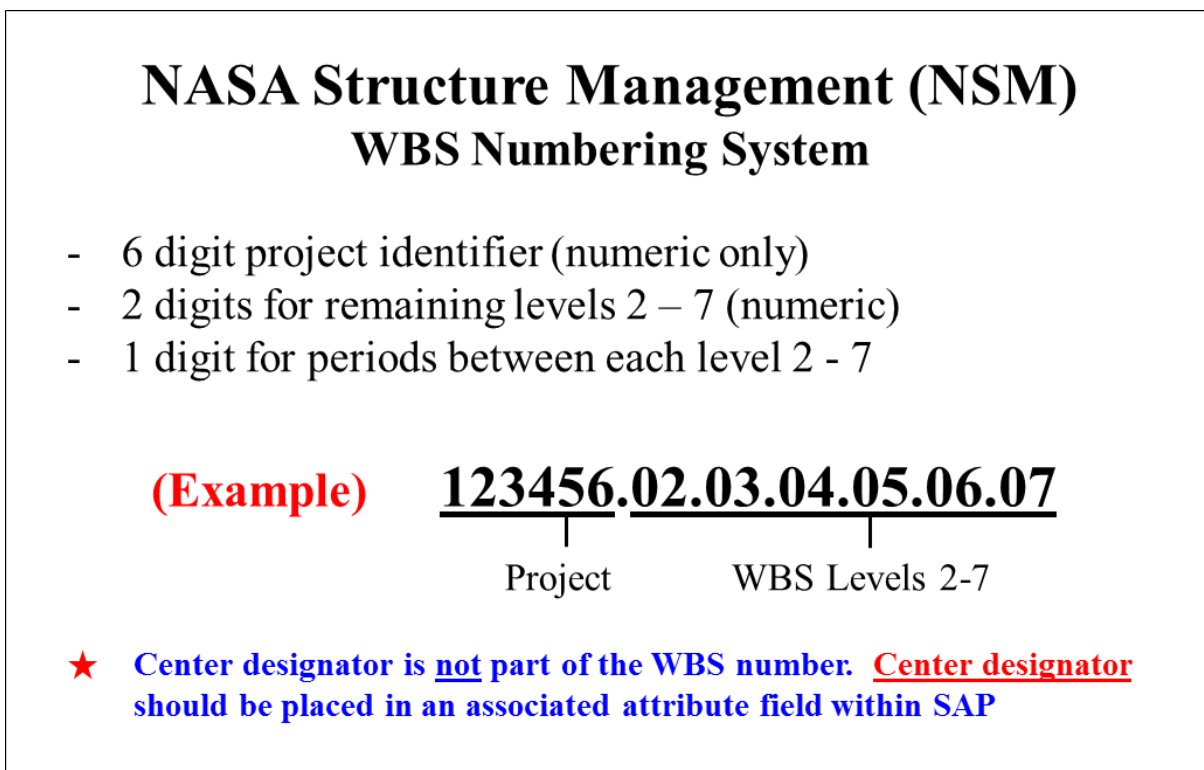 NASA Structure Management (NSM)
WBS Numbering System
- 6 digit project identifier (numeric only)
- 2 digits for remaining levels 2 – 7 (numeric)
- 1 digit for periods between each level 2 - 7
(Example) 123456.02.03.04.05.06.07
Project WBS Levels 2-7
★ Center designator is not part of the WBS number. Center designator
should be placed in an associated attribute field within SAP